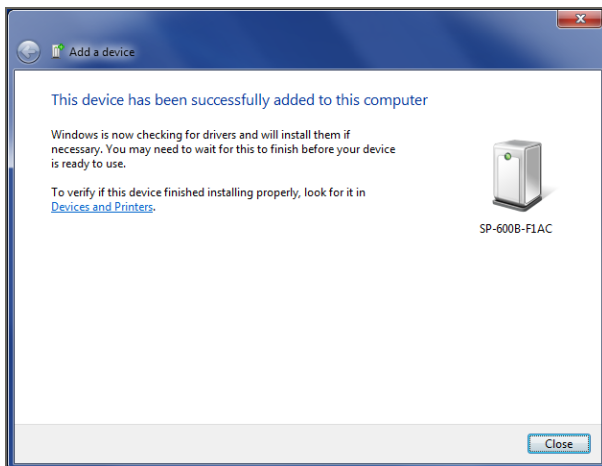 Add a device
This device has been successfully added to this computer
Windows is now checking for drivers and will install them if
necessary. You may need to wait for this to finish before your device
is ready to use.
To verify if this device finished installing properly, look for it in
Devices and Printers.
SP-600B-F1AC
Close